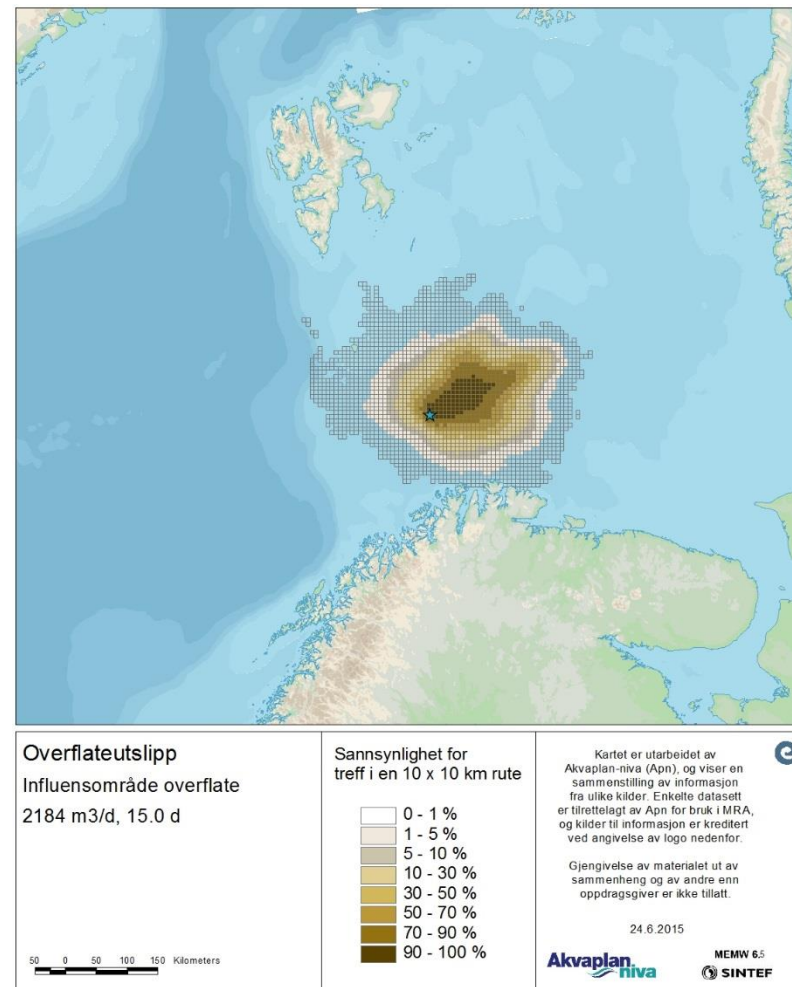 Overflateutslipp
Influensområde overflate
2184 m3/d, 15.0 d
50 0 50 100 150 Kilometers
Sannsynlighet for
treff i en 10 x 10 km rute
0 - 1 %
1 - 5 %
5 - 10 %
10 - 30 %
30 - 50 %
50 - 70 %
70 - 90 %
90 - 100 %
Kartet er utarbeidet av
Akvaplan-niva (Apn), og viser en
sammenstilling av informasjon
fra ulike kilder. Enkelte datasett
er tilrettelagt av Apn for bruk i MRA,
og kilder til informasjon er kreditert
ved angivelse av logo nedenfor.
Gjengivelse av materialet ut av
sammenheng og av andre enn
oppdragsgiver er ikke tillatt.
24.6.2015
Akvaplan
niva
MEMW 6.5
SINTEF